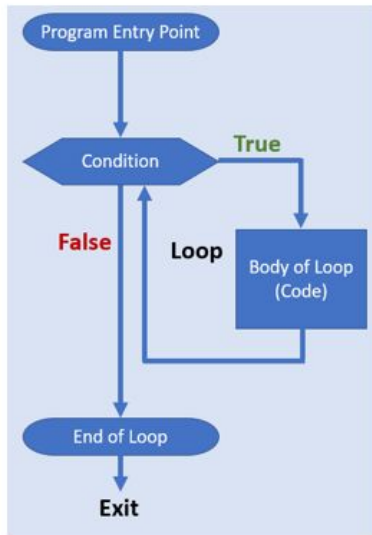 Program Entry Point
Condition
True
False
Loop
Body of Loop
(Code)
End of Loop
Exit